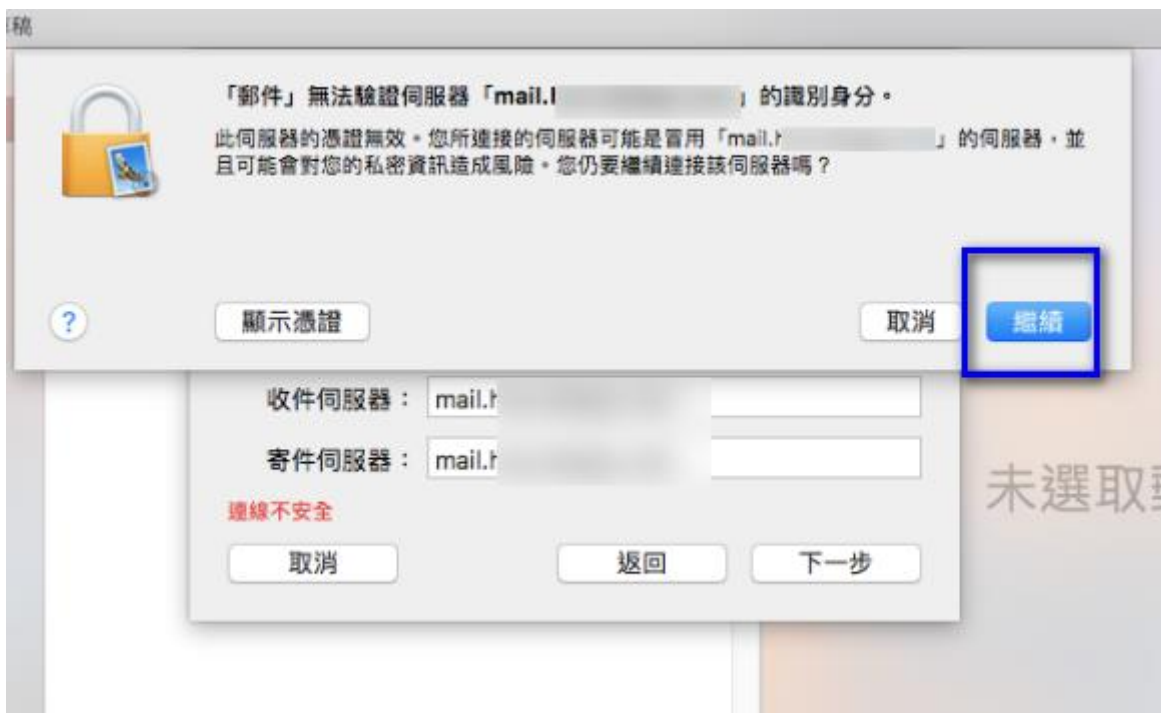 稿
「郵件」無法驗證伺服器「mail. 」的識別身分。
此伺服器的憑證無效。您所連接的伺服器可能是冒用「mail. 」的伺服器,並
且可能會對您的私密資訊造成風險。您仍要繼續連接該伺服器嗎?
? 顯示憑證 取消 繼續
收件伺服器: mail.h
寄件伺服器: mail.h
連線不安全
未選取
取消 返回 下一步